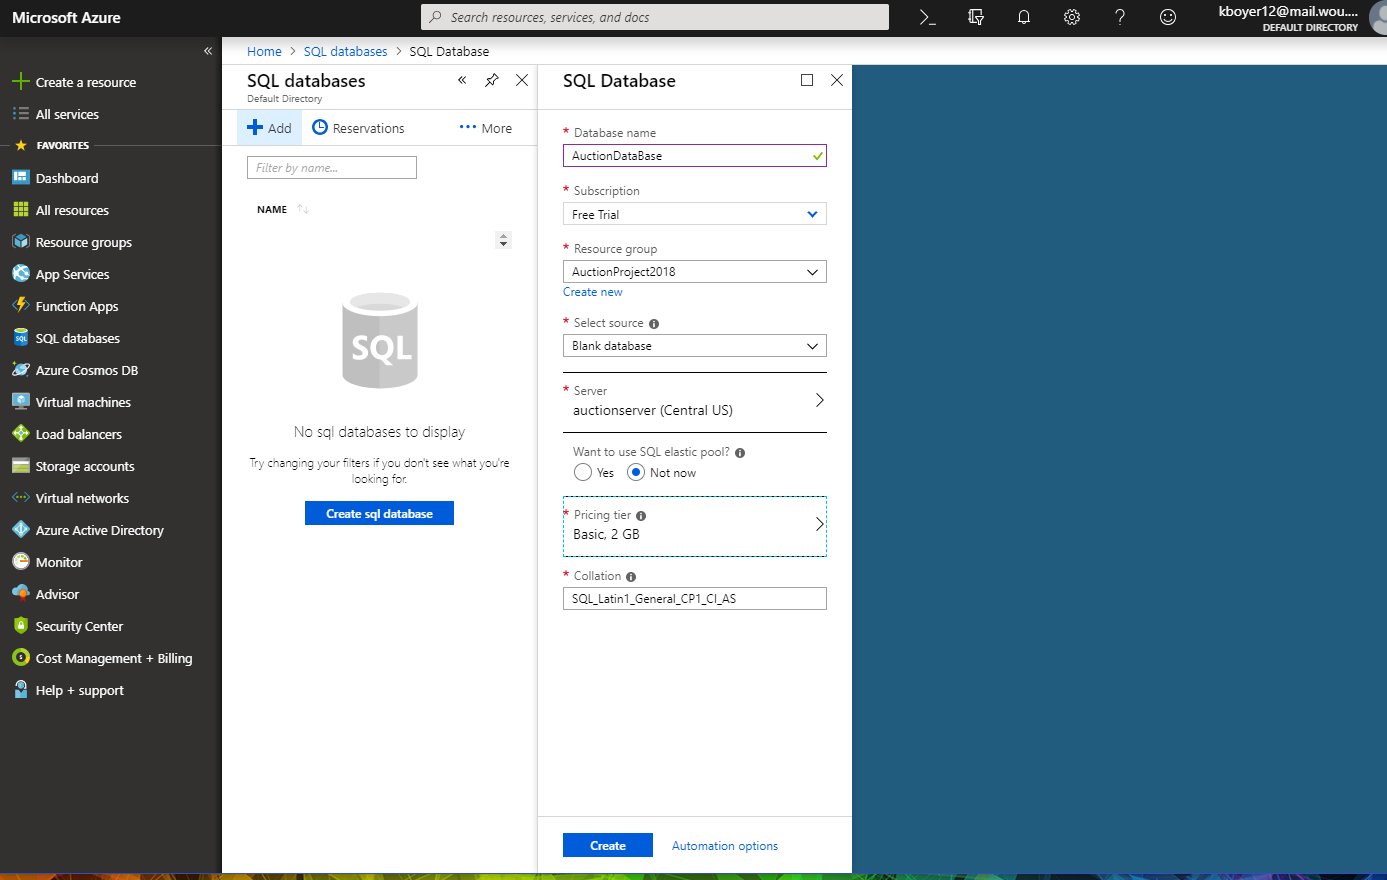 Microsoft Azure
Search resources, services, and docs
kboyer12@mail.wou....
DEFAULT DIRECTORY
Create a resource
All services
FAVORITES
Dashboard
All resources
Resource groups
App Services
Function Apps
SQL databases
Azure Cosmos DB
Virtual machines
Load balancers
Storage accounts
Virtual networks
Azure Active Directory
Monitor
Advisor
Security Center
Cost Management + Billing
Help + support
Home > SQL databases > SQL Database
SQL databases
Default Directory
Add
Reservations
More
Filter by name...
NAME
SQL
No sql databases to display
Try changing your filters if you don't see what you're
looking for.
Create sql database
SQL Database
* Database name
AuctionDataBase
* Subscription
Free Trial
* Resource group
AuctionProject2018
Create new
* Select source
Blank database
* Server
auctionserver (Central US)
Want to use SQL elastic pool?
Yes
Not now
* Pricing tier
Basic, 2 GB
* Collation
SQL_Latin1_General_CP1_CI_AS
Create
Automation options